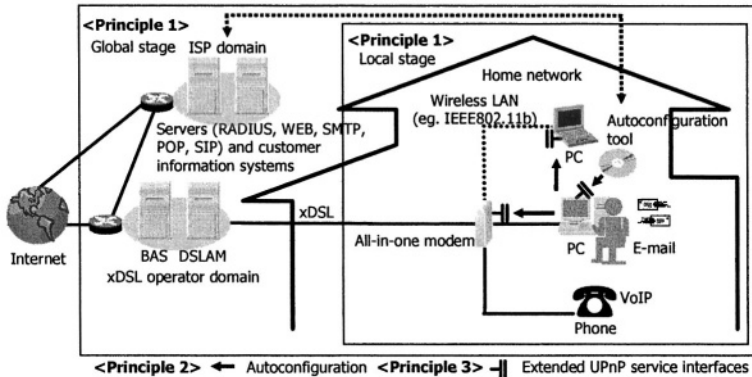 <Principle 1>
Global stage
ISP domain
Servers (RADIUS, WEB, SMTP,
POP, SIP) and customer
information systems
Internet
BAS DSLAM
xDSL operator domain
xDSL
<Principle 1>
Local stage
Home network
Wireless LAN
(eg. IEEE802.11b)
Autoconfiguration
tool
PC
All-in-one modem
PC
E-mail
VoIP
Phone
<Principle 2> Autoconfiguration <Principle 3> Extended UPnP service interfaces